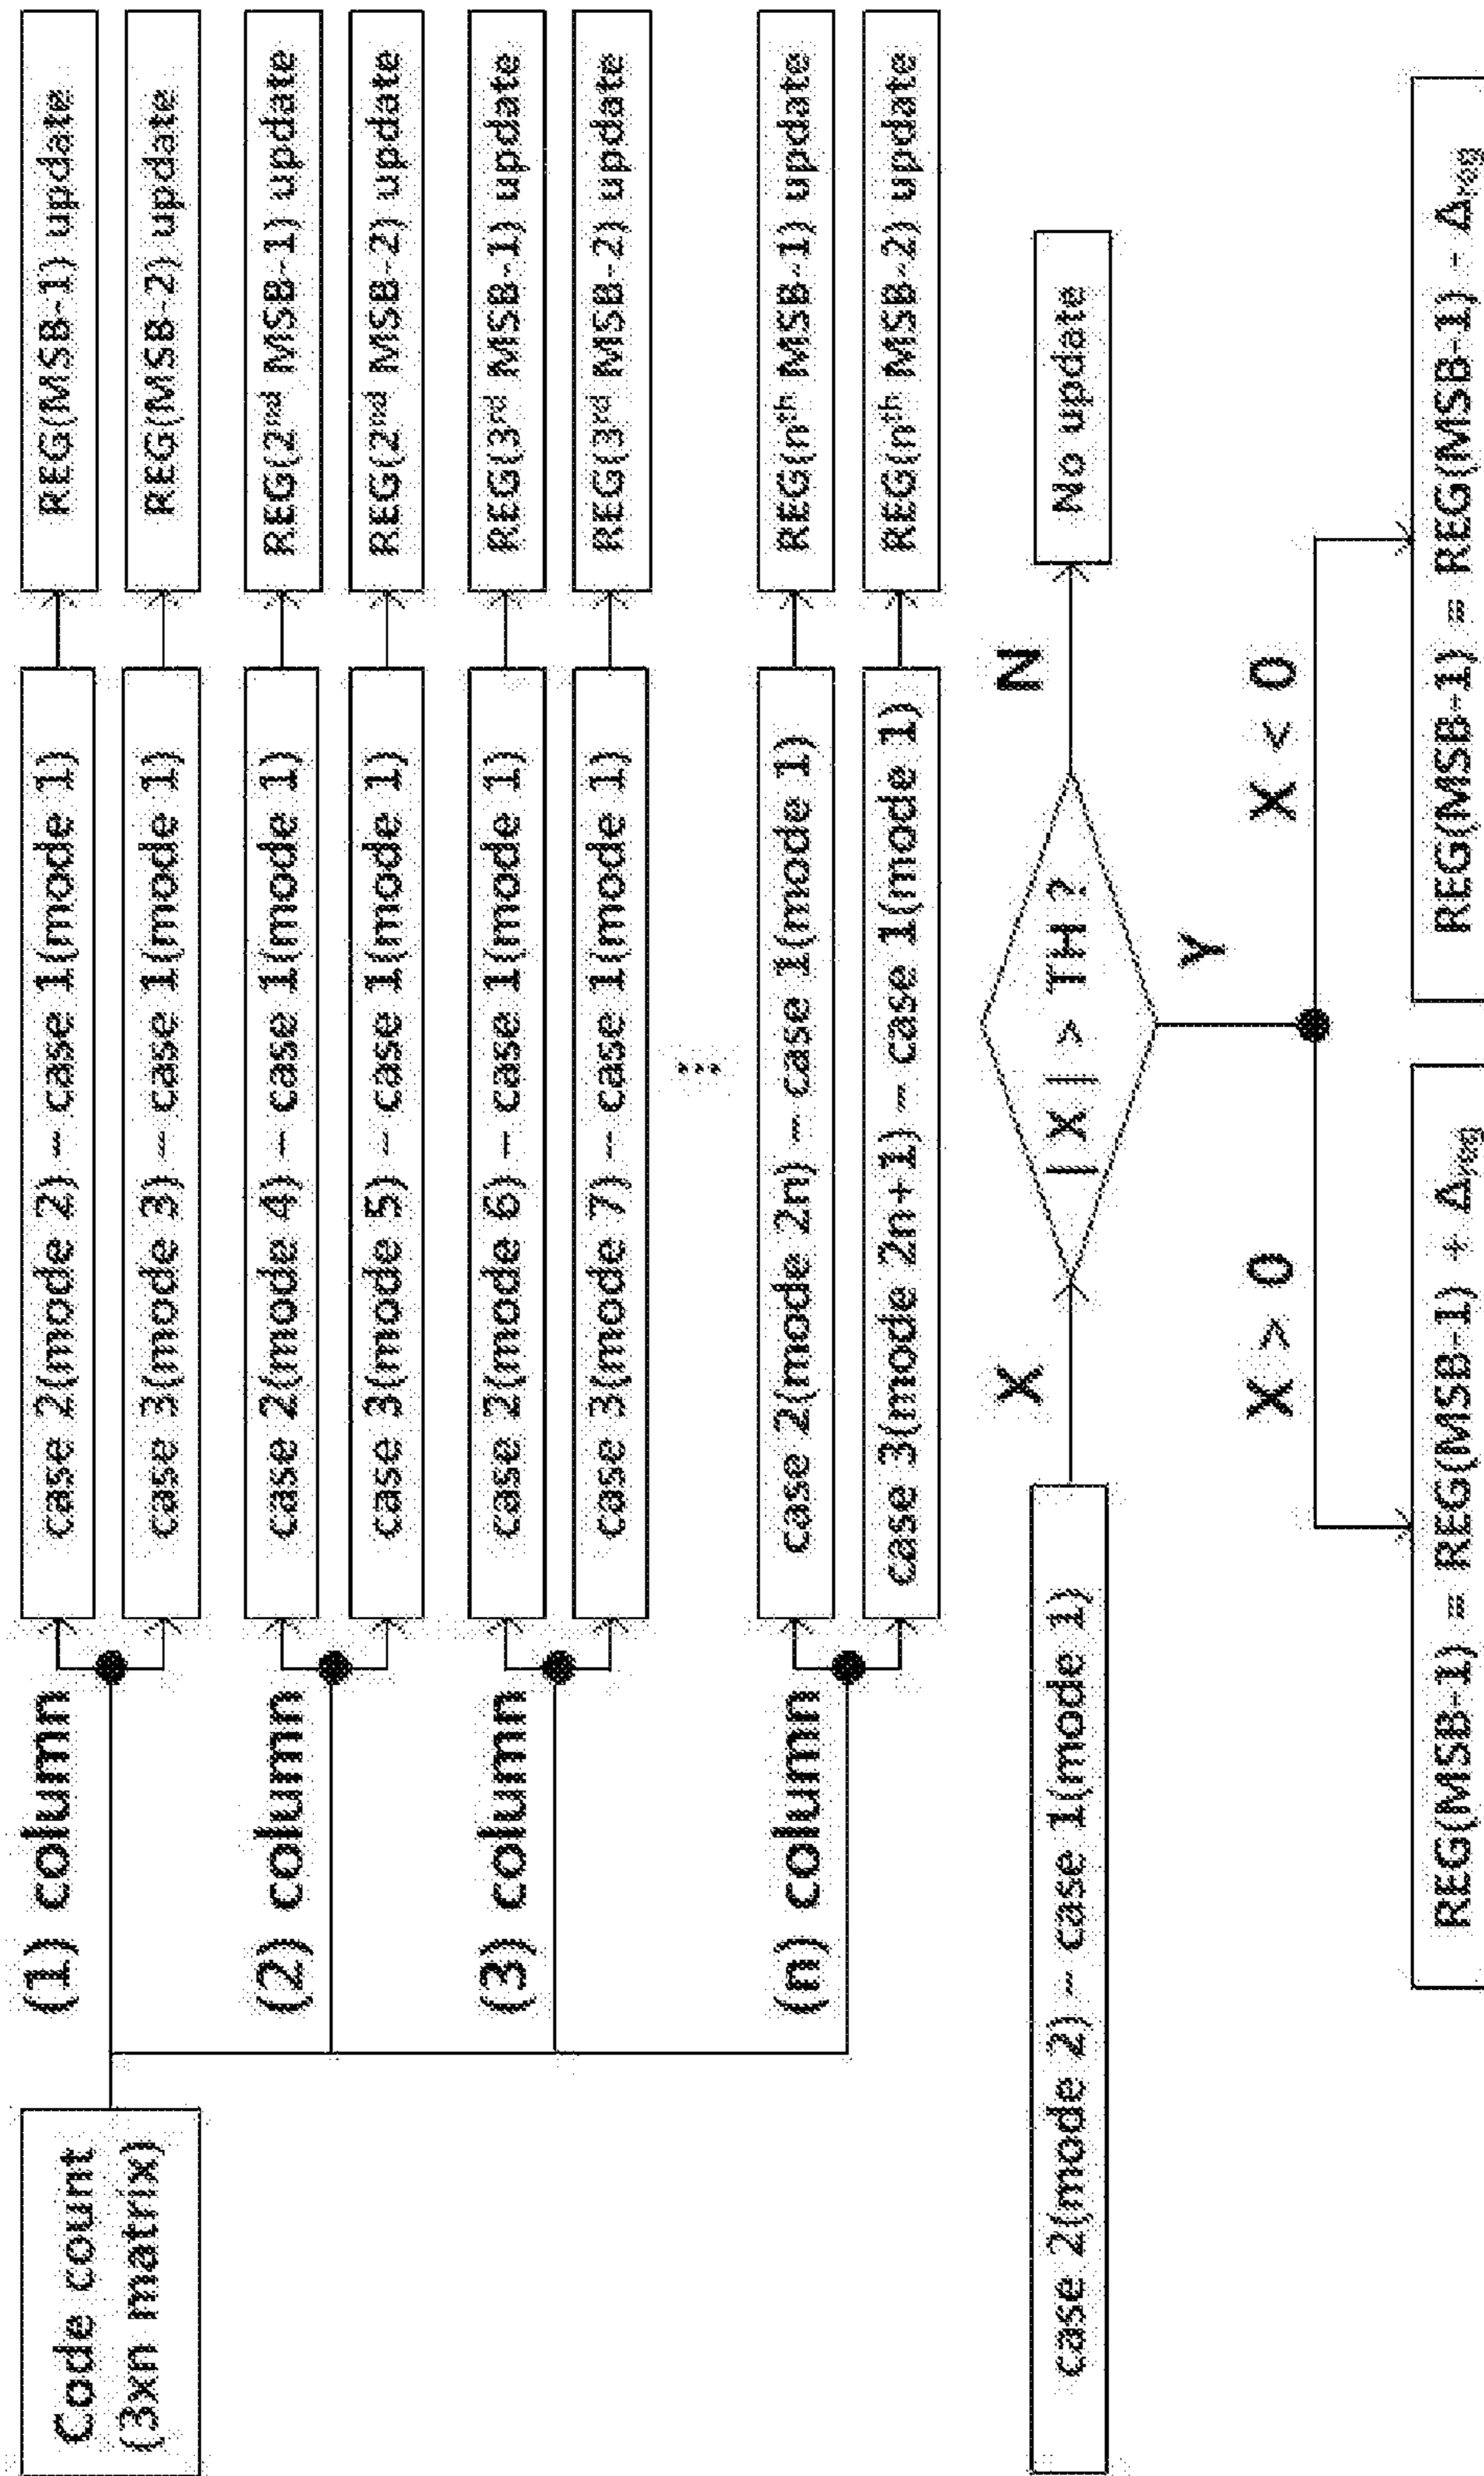 Code count
(3xn matrix)
(1) column
case 2(mode 2) – case 1(mode 1)
REG(MSB-1) update
case 3(mode 3) – case 1(mode 1)
REG(MSB-2) update
(2) column
case 2(mode 4) – case 1(mode 1)
REG(2nd MSB-1) update
case 3(mode 5) – case 1(mode 1)
REG(2nd MSB-2) update
(3) column
case 2(mode 6) – case 1(mode 1)
REG(3rd MSB-1) update
case 3(mode 7) – case 1(mode 1)
REG(3rd MSB-2) update
...
(n) column
case 2(mode 2n) – case 1(mode 1)
REG(nth MSB-1) update
case 3(mode 2n+1) – case 1(mode 1)
REG(nth MSB-2) update
case 2(mode 2) – case 1(mode 1)
X
| X | > TH ?
N
No update
Y
X > 0
X < 0
REG(MSB-1) = REG(MSB-1) + Δreg
REG(MSB-1) = REG(MSB-1) - Δreg